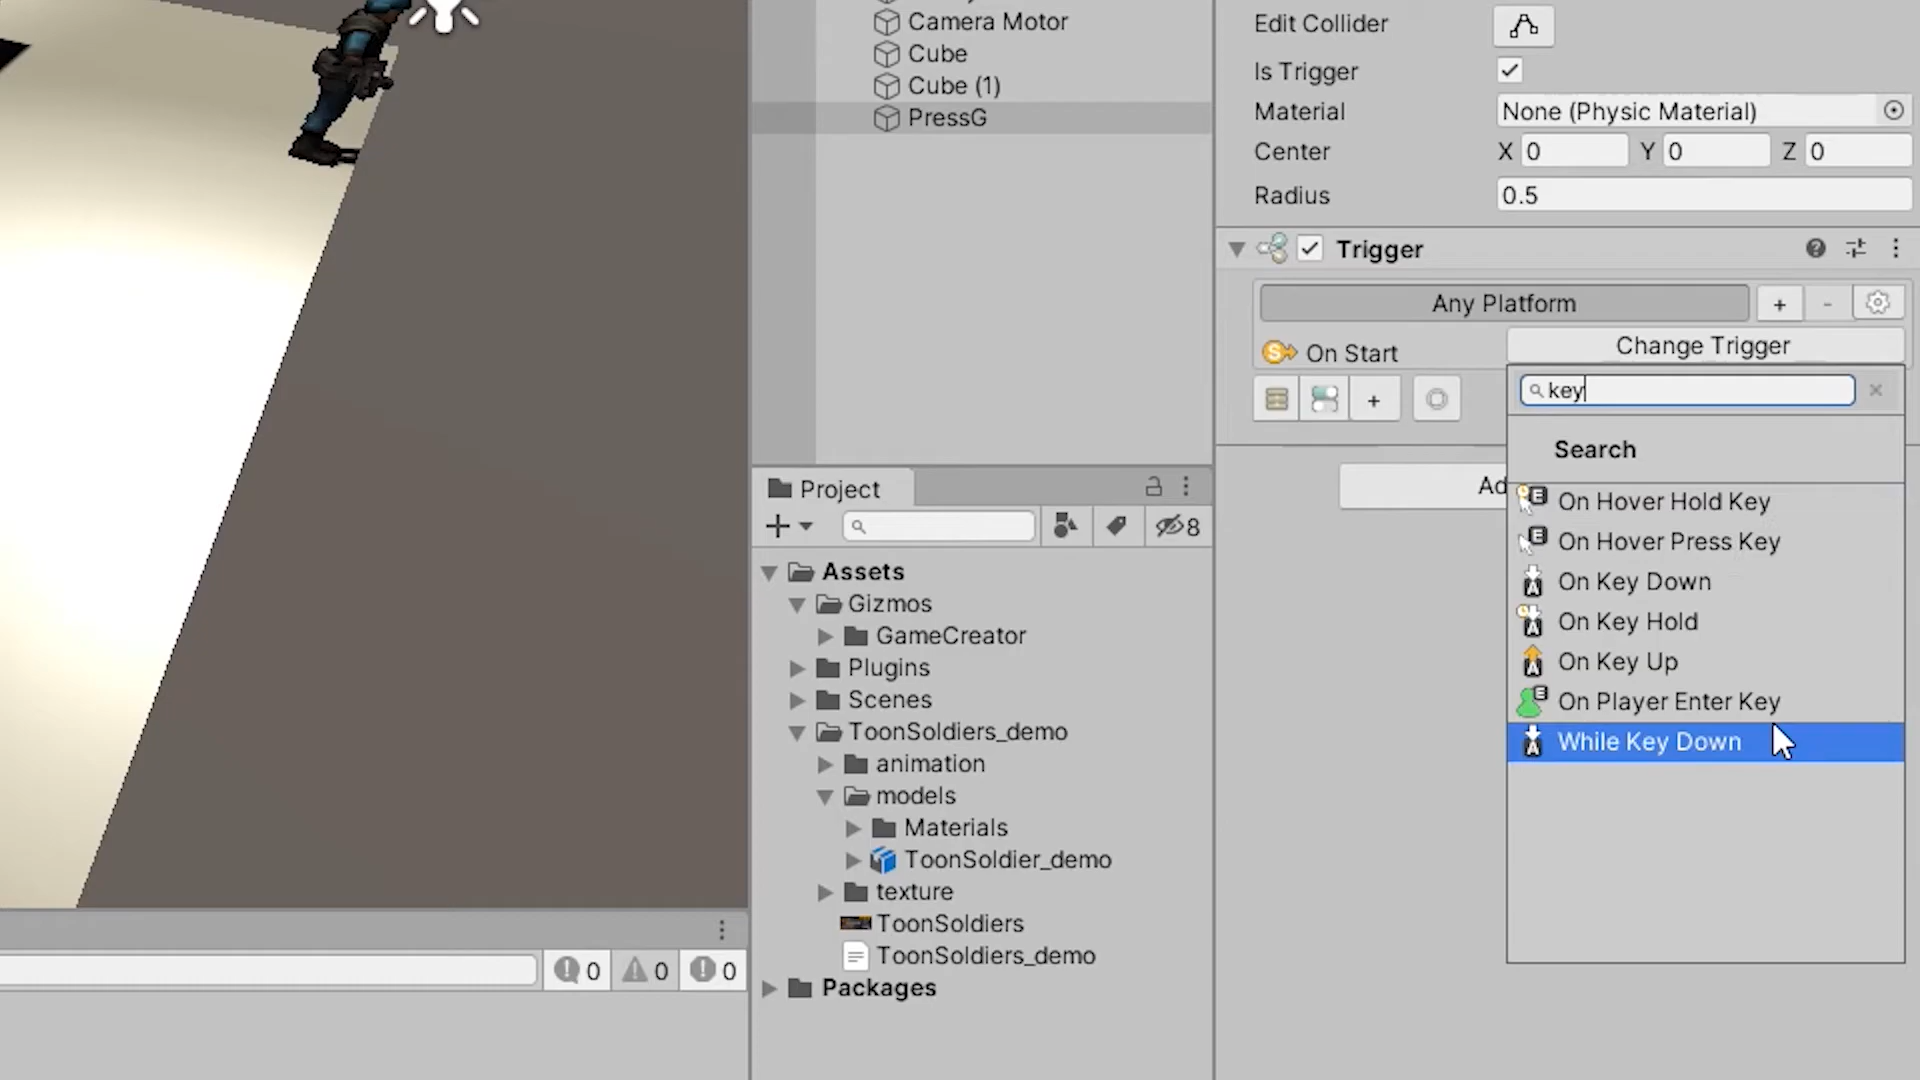 Camera Motor
Cube
Cube (1)
PressG
Project
8
Assets
Gizmos
GameCreator
Plugins
Scenes
ToonSoldiers_demo
animation
models
Materials
ToonSoldier_demo
texture
ToonSoldiers
ToonSoldiers_demo
Packages
0 0 0
Edit Collider
Is Trigger
Material None (Physic Material)
Center X 0 Y 0 Z 0
Radius 0.5
Trigger
Any Platform + -
On Start Change Trigger
+
key
Search
Ad
On Hover Hold Key
On Hover Press Key
On Key Down
On Key Hold
On Key Up
On Player Enter Key
While Key Down